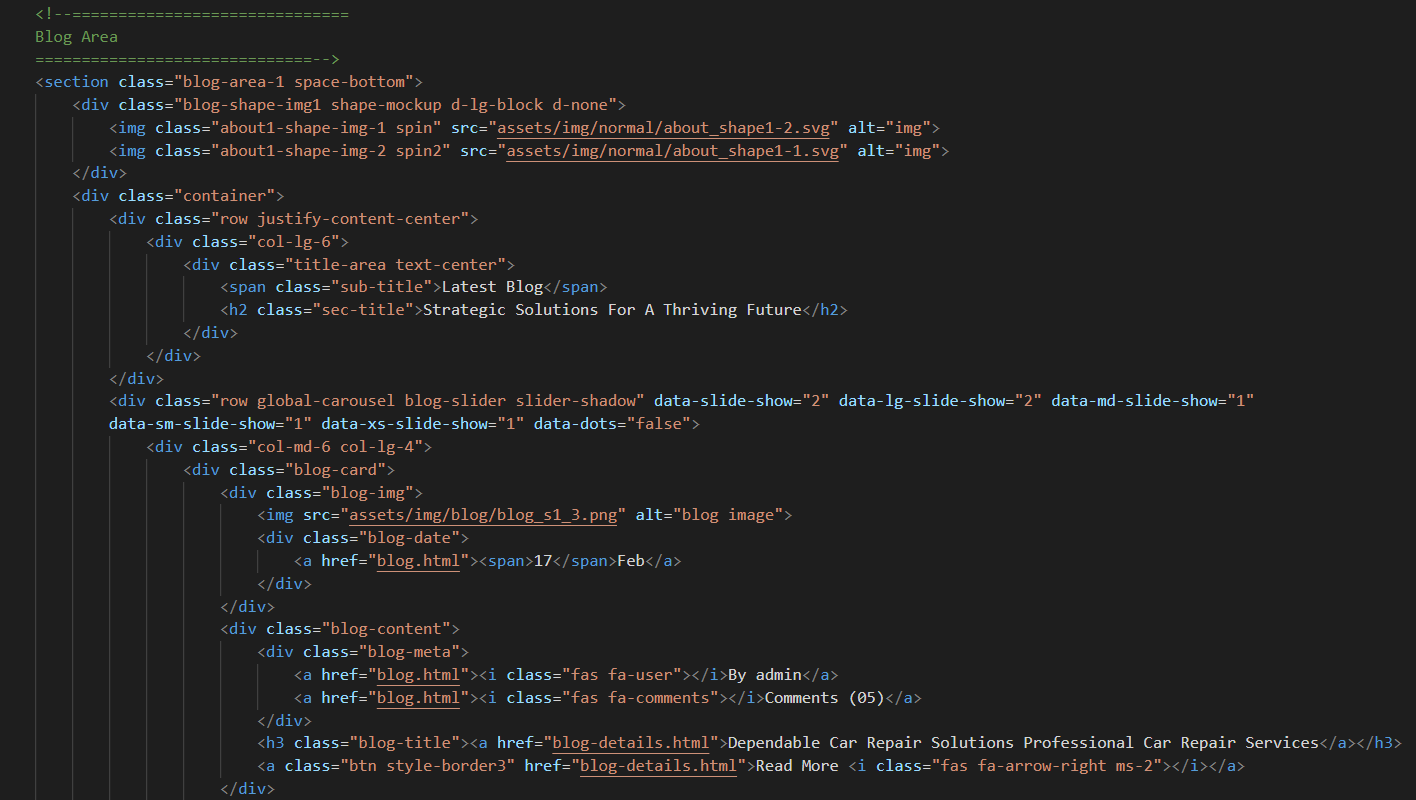 <!--==============================
Blog Area
==============================-->
<section class="blog-area-1 space-bottom">
    <div class="blog-shape-img1 shape-mockup d-lg-block d-none">
        <img class="about1-shape-img-1 spin" src="assets/img/normal/about_shape1-2.svg" alt="img">
        <img class="about1-shape-img-2 spin2" src="assets/img/normal/about_shape1-1.svg" alt="img">
    </div>
    <div class="container">
        <div class="row justify-content-center">
            <div class="col-lg-6">
                <div class="title-area text-center">
                    <span class="sub-title">Latest Blog</span>
                    <h2 class="sec-title">Strategic Solutions For A Thriving Future</h2>
                </div>
            </div>
        </div>
        <div class="row global-carousel blog-slider slider-shadow" data-slide-show="2" data-lg-slide-show="2" data-md-slide-show="1"
        data-sm-slide-show="1" data-xs-slide-show="1" data-dots="false">
            <div class="col-md-6 col-lg-4">
                <div class="blog-card">
                    <div class="blog-img">
                        <img src="assets/img/blog/blog_s1_3.png" alt="blog image">
                        <div class="blog-date">
                            <a href="blog.html"><span>17</span>Feb</a>
                        </div>
                    </div>
                    <div class="blog-content">
                        <div class="blog-meta">
                            <a href="blog.html"><i class="fas fa-user"></i>By admin</a>
                            <a href="blog.html"><i class="fas fa-comments"></i>Comments (05)</a>
                        </div>
                        <h3 class="blog-title"><a href="blog-details.html">Dependable Car Repair Solutions Professional Car Repair Services</a></h3>
                        <a class="btn style-border3" href="blog-details.html">Read More <i class="fas fa-arrow-right ms-2"></i></a>
                    </div>